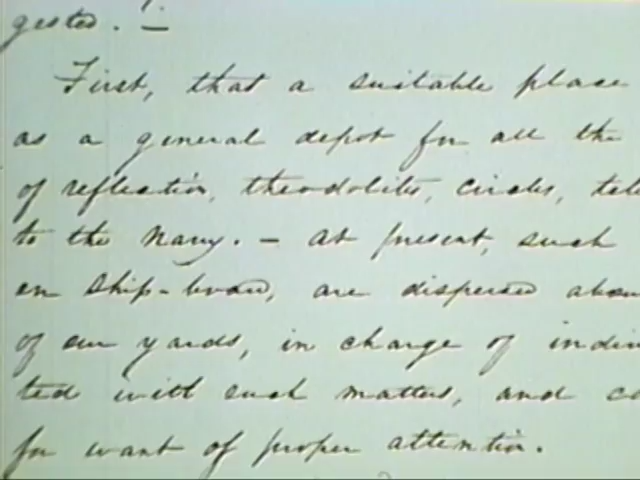 gested. —
First, that a suitable place
as a general depot for all the
of reflection, theodolites, circles, tel
to the Navy. — At present, such
on ship-board, are dispersed abou
of our yards, in charge of indiv
ted with such matters, and co
for want of proper attention.